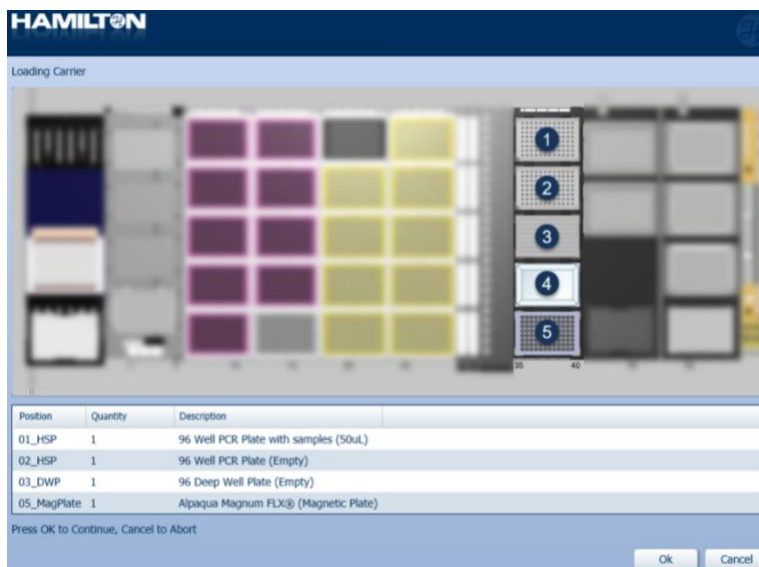 HAMILTON
Loading Carrier
1
2
3
4
5
35 40
Position Quantity Description
01_HSP 1 96 Well PCR Plate with samples (50uL)
02_HSP 1 96 Well PCR Plate (Empty)
03_DWP 1 96 Deep Well Plate (Empty)
05_MagPlate 1 Alpaqua Magnum FLX® (Magnetic Plate)
Press OK to Continue, Cancel to Abort
Ok Cancel